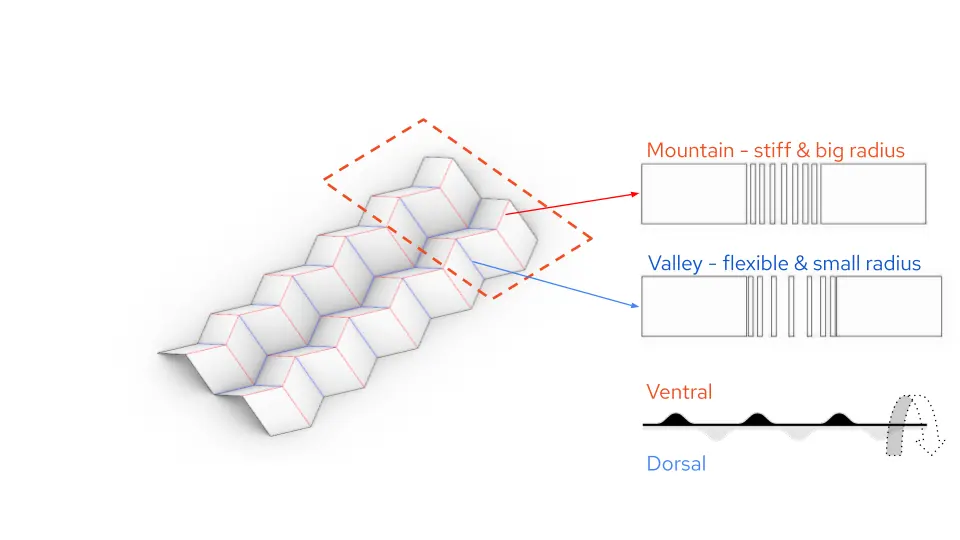 Mountain - stiff & big radius
Valley - flexible & small radius
Ventral
Dorsal